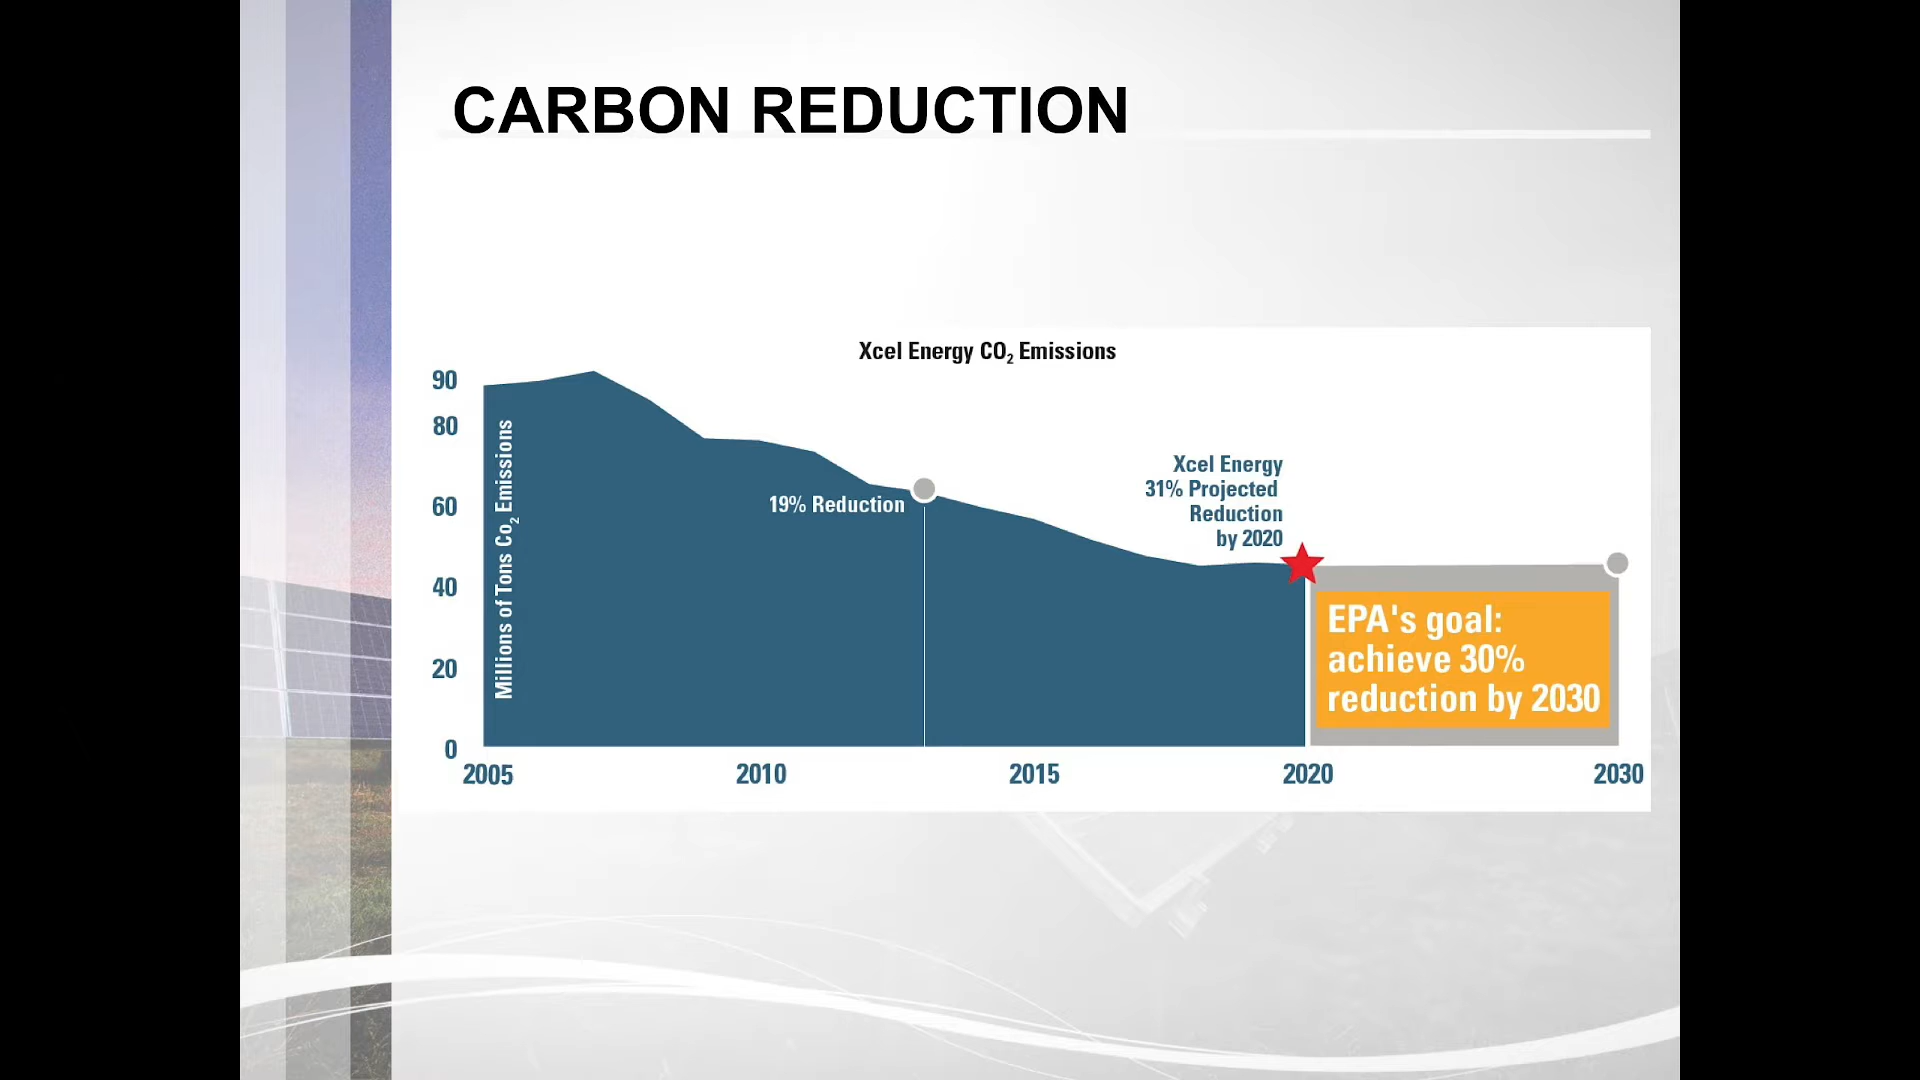 CARBON REDUCTION
Xcel Energy CO₂ Emissions
90
80
60
40
20
0
Millions of Tons Co₂ Emissions
19% Reduction
Xcel Energy
31% Projected
Reduction
by 2020
EPA's goal:
achieve 30%
reduction by 2030
2005 2010 2015 2020 2030